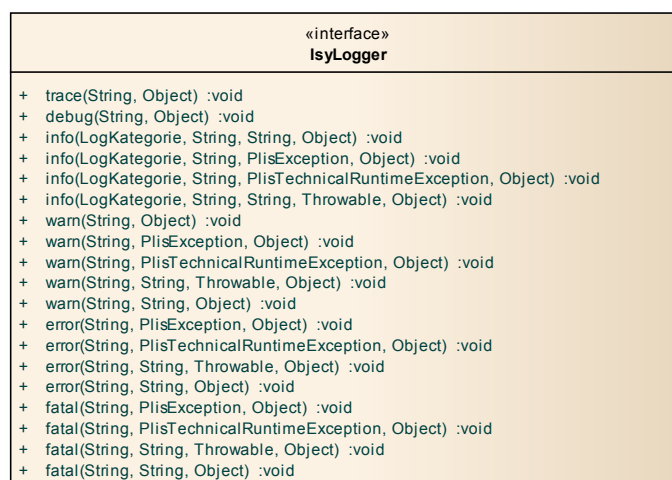 «interface»
IsyLogger
+ trace(String, Object) :void
+ debug(String, Object) :void
+ info(LogKategorie, String, String, Object) :void
+ info(LogKategorie, String, PlisException, Object) :void
+ info(LogKategorie, String, PlisTechnicalRuntimeException, Object) :void
+ info(LogKategorie, String, String, Throwable, Object) :void
+ warn(String, Object) :void
+ warn(String, PlisException, Object) :void
+ warn(String, PlisTechnicalRuntimeException, Object) :void
+ warn(String, String, Throwable, Object) :void
+ warn(String, String, Object) :void
+ error(String, PlisException, Object) :void
+ error(String, PlisTechnicalRuntimeException, Object) :void
+ error(String, String, Throwable, Object) :void
+ error(String, String, Object) :void
+ fatal(String, PlisException, Object) :void
+ fatal(String, PlisTechnicalRuntimeException, Object) :void
+ fatal(String, String, Throwable, Object) :void
+ fatal(String, String, Object) :void